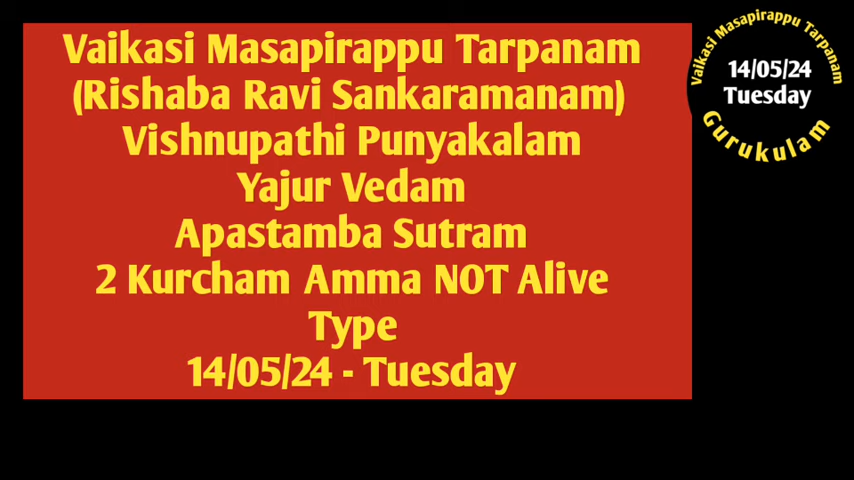 Vaikasi Masapirappu Tarpanam
(Rishaba Ravi Sankaramanam)
Vishnupathi Punyakalam
Yajur Vedam
Apastamba Sutram
2 Kurcham Amma NOT Alive
Type
14/05/24 - Tuesday
Vaikasi Masapirappu Tarpanam
14/05/24
Tuesday
Gurukulam